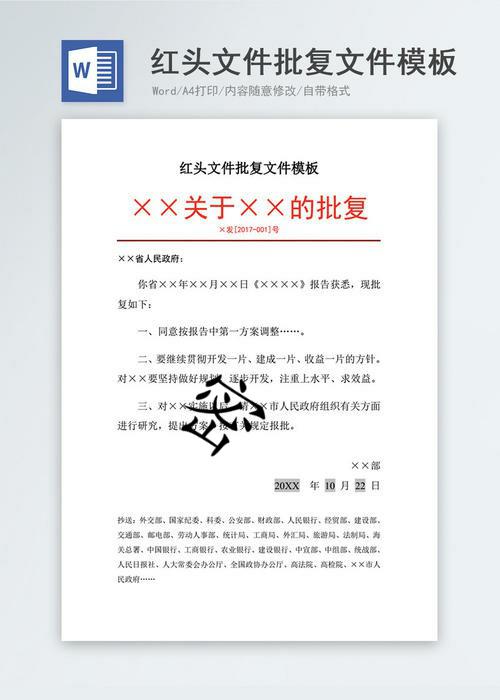 W
红头文件批复文件模板
Word/A4打印/内容随意修改/自带格式
红头文件批复文件模板
××关于××的批复
×发[2017-001]号
××省人民政府：
你省××年××月××日《××××》报告获悉，现批
复如下：
一、同意按报告中第一方案调整……。
二、要继续贯彻开发一片、建成一片、收益一片的方针。
对××要坚持做好规划，逐步开发，注重上水平、求效益。
三、对××实施以后，请××市人民政府组织有关方面
进行研究，提出方案，按有关规定报批。
密
××部
20XX 年 10 月 22 日
抄送：外交部、国家纪委、科委、公安部、财政部、人民银行、经贸部、建设部、
交通部、邮电部、劳动人事部、统计局、工商局、外汇局、旅游局、法制局、海
关总署、中国银行、工商银行、农业银行、建设银行、中宣部、中组部、统战部、
人民日报社、人大常委会办公厅、全国政协办公厅、高法院、高检院、××市人
民政府……